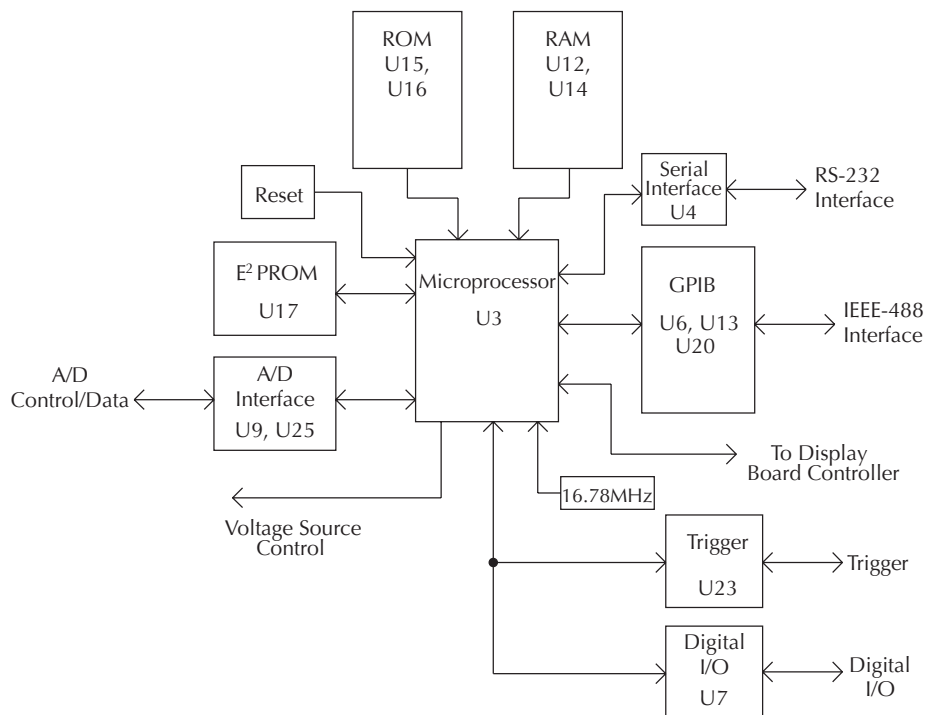 ROM
U15,
U16
RAM
U12,
U14
Serial
Interface
U4
RS-232
Interface
Reset
E² PROM
U17
Microprocessor
U3
GPIB
U6, U13
U20
IEEE-488
Interface
A/D
Control/Data
A/D
Interface
U9, U25
To Display
Board Controller
16.78MHz
Voltage Source
Control
Trigger
U23
Trigger
Digital
I/O
U7
Digital
I/O